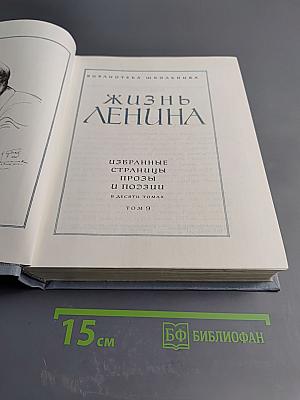 БИБЛИОТЕКА ШКОЛЬНИКА
ЖИЗНЬ
ЛЕНИНА
ИЗБРАННЫЕ
СТРАНИЦЫ
ПРОЗЫ
И ПОЭЗИИ
В ДЕСЯТИ ТОМАХ
ТОМ 9
15 см
БФ БИБЛИОФАН